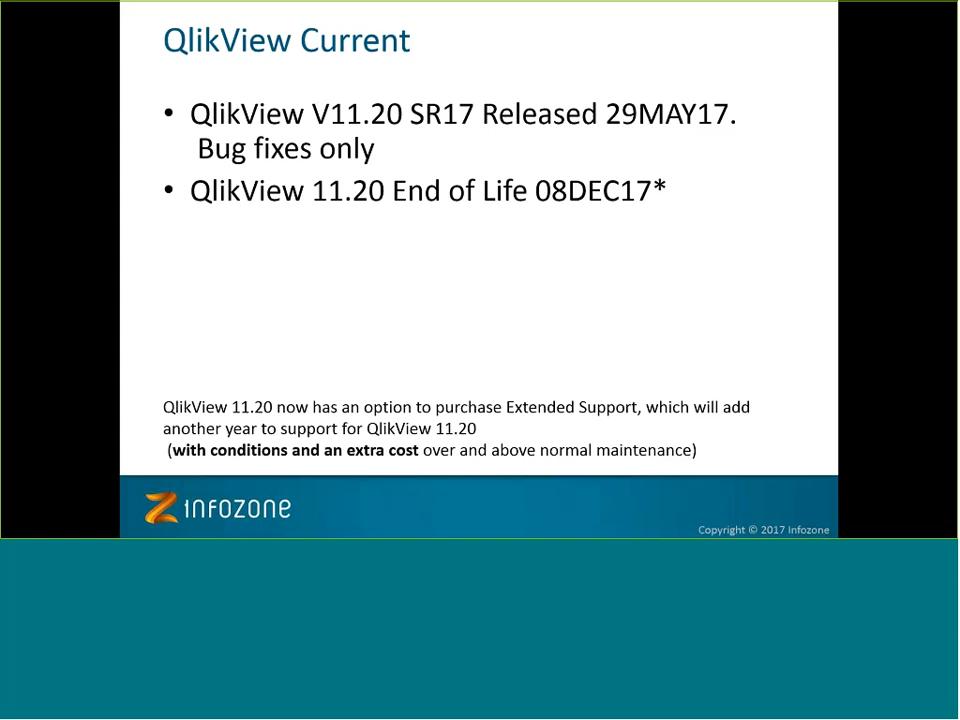 QlikView Current
• QlikView V11.20 SR17 Released 29MAY17.
Bug fixes only
• QlikView 11.20 End of Life 08DEC17*
QlikView 11.20 now has an option to purchase Extended Support, which will add
another year to support for QlikView 11.20
(with conditions and an extra cost over and above normal maintenance)
infozone
Copyright © 2017 Infozone